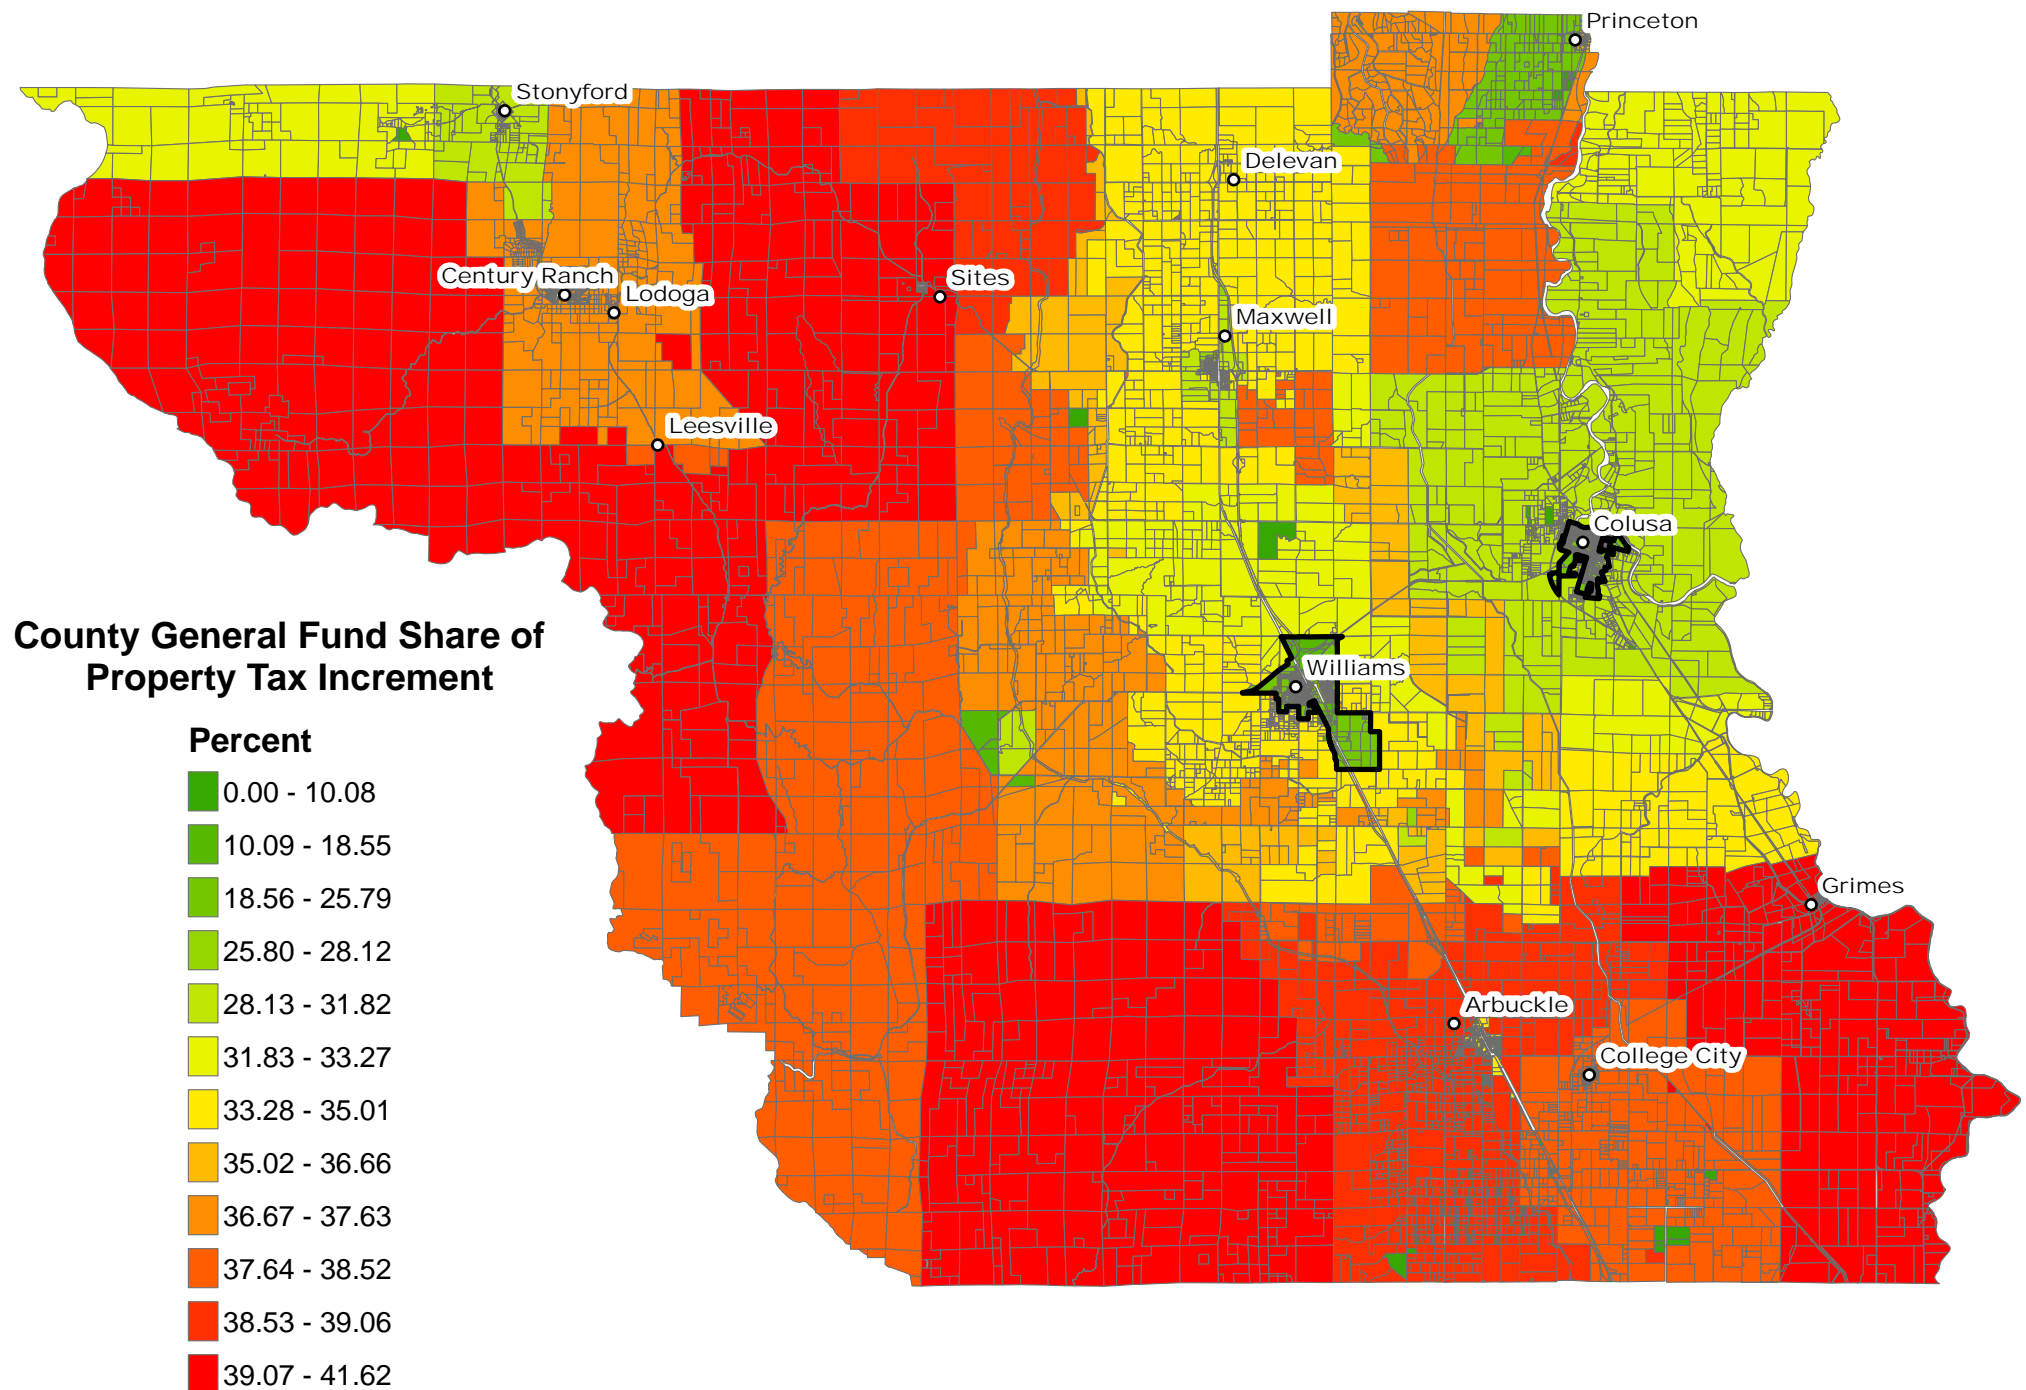 Princeton
Stonyford
Delevan
Century Ranch
Lodoga
Sites
Maxwell
Leesville
Colusa
County General Fund Share of
Property Tax Increment
Williams
Percent
0.00 - 10.08
10.09 - 18.55
18.56 - 25.79
25.80 - 28.12
28.13 - 31.82
31.83 - 33.27
33.28 - 35.01
35.02 - 36.66
36.67 - 37.63
37.64 - 38.52
38.53 - 39.06
39.07 - 41.62
Grimes
Arbuckle
College City